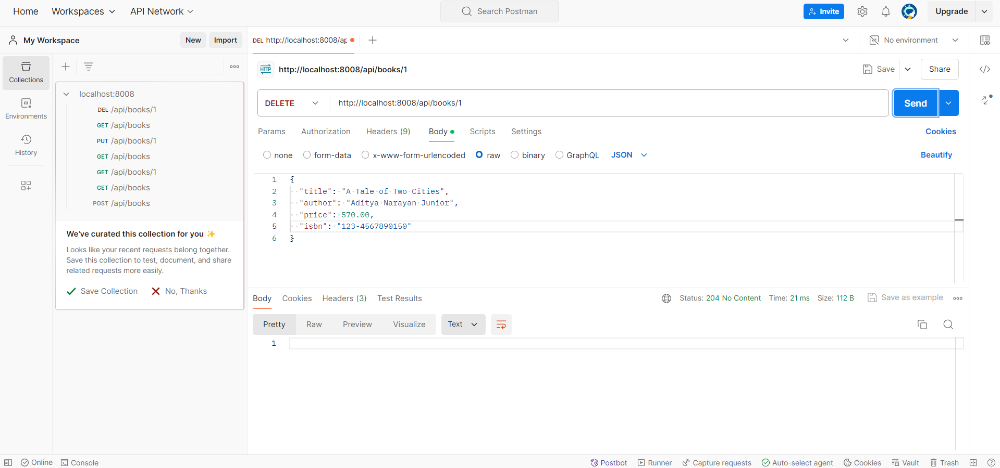 Home Workspaces API Network Search Postman Invite Upgrade
My Workspace New Import DEL http://localhost:8008/ap No environment
Collections
Environments
History
localhost:8008
DEL /api/books/1
GET /api/books
PUT /api/books/1
GET /api/books
GET /api/books/1
GET /api/books
POST /api/books
We've curated this collection for you ✨
Looks like your recent requests belong together.
Save this collection to test, document, and share
related requests more easily.
Save Collection No, Thanks
HTTP http://localhost:8008/api/books/1 Save Share </>
DELETE http://localhost:8008/api/books/1 Send
Params Authorization Headers (9) Body Scripts Settings Cookies
none form-data x-www-form-urlencoded raw binary GraphQL JSON Beautify
1 {
2 "title": "A Tale of Two Cities",
3 "author": "Aditya Narayan Junior",
4 "price": 570.00,
5 "isbn": "123-4567890150"
6 }
Body Cookies Headers (3) Test Results Status: 204 No Content Time: 21 ms Size: 112 B Save as example
Pretty Raw Preview Visualize Text
1
Online Console Postbot Runner Capture requests Auto-select agent Cookies Vault Trash